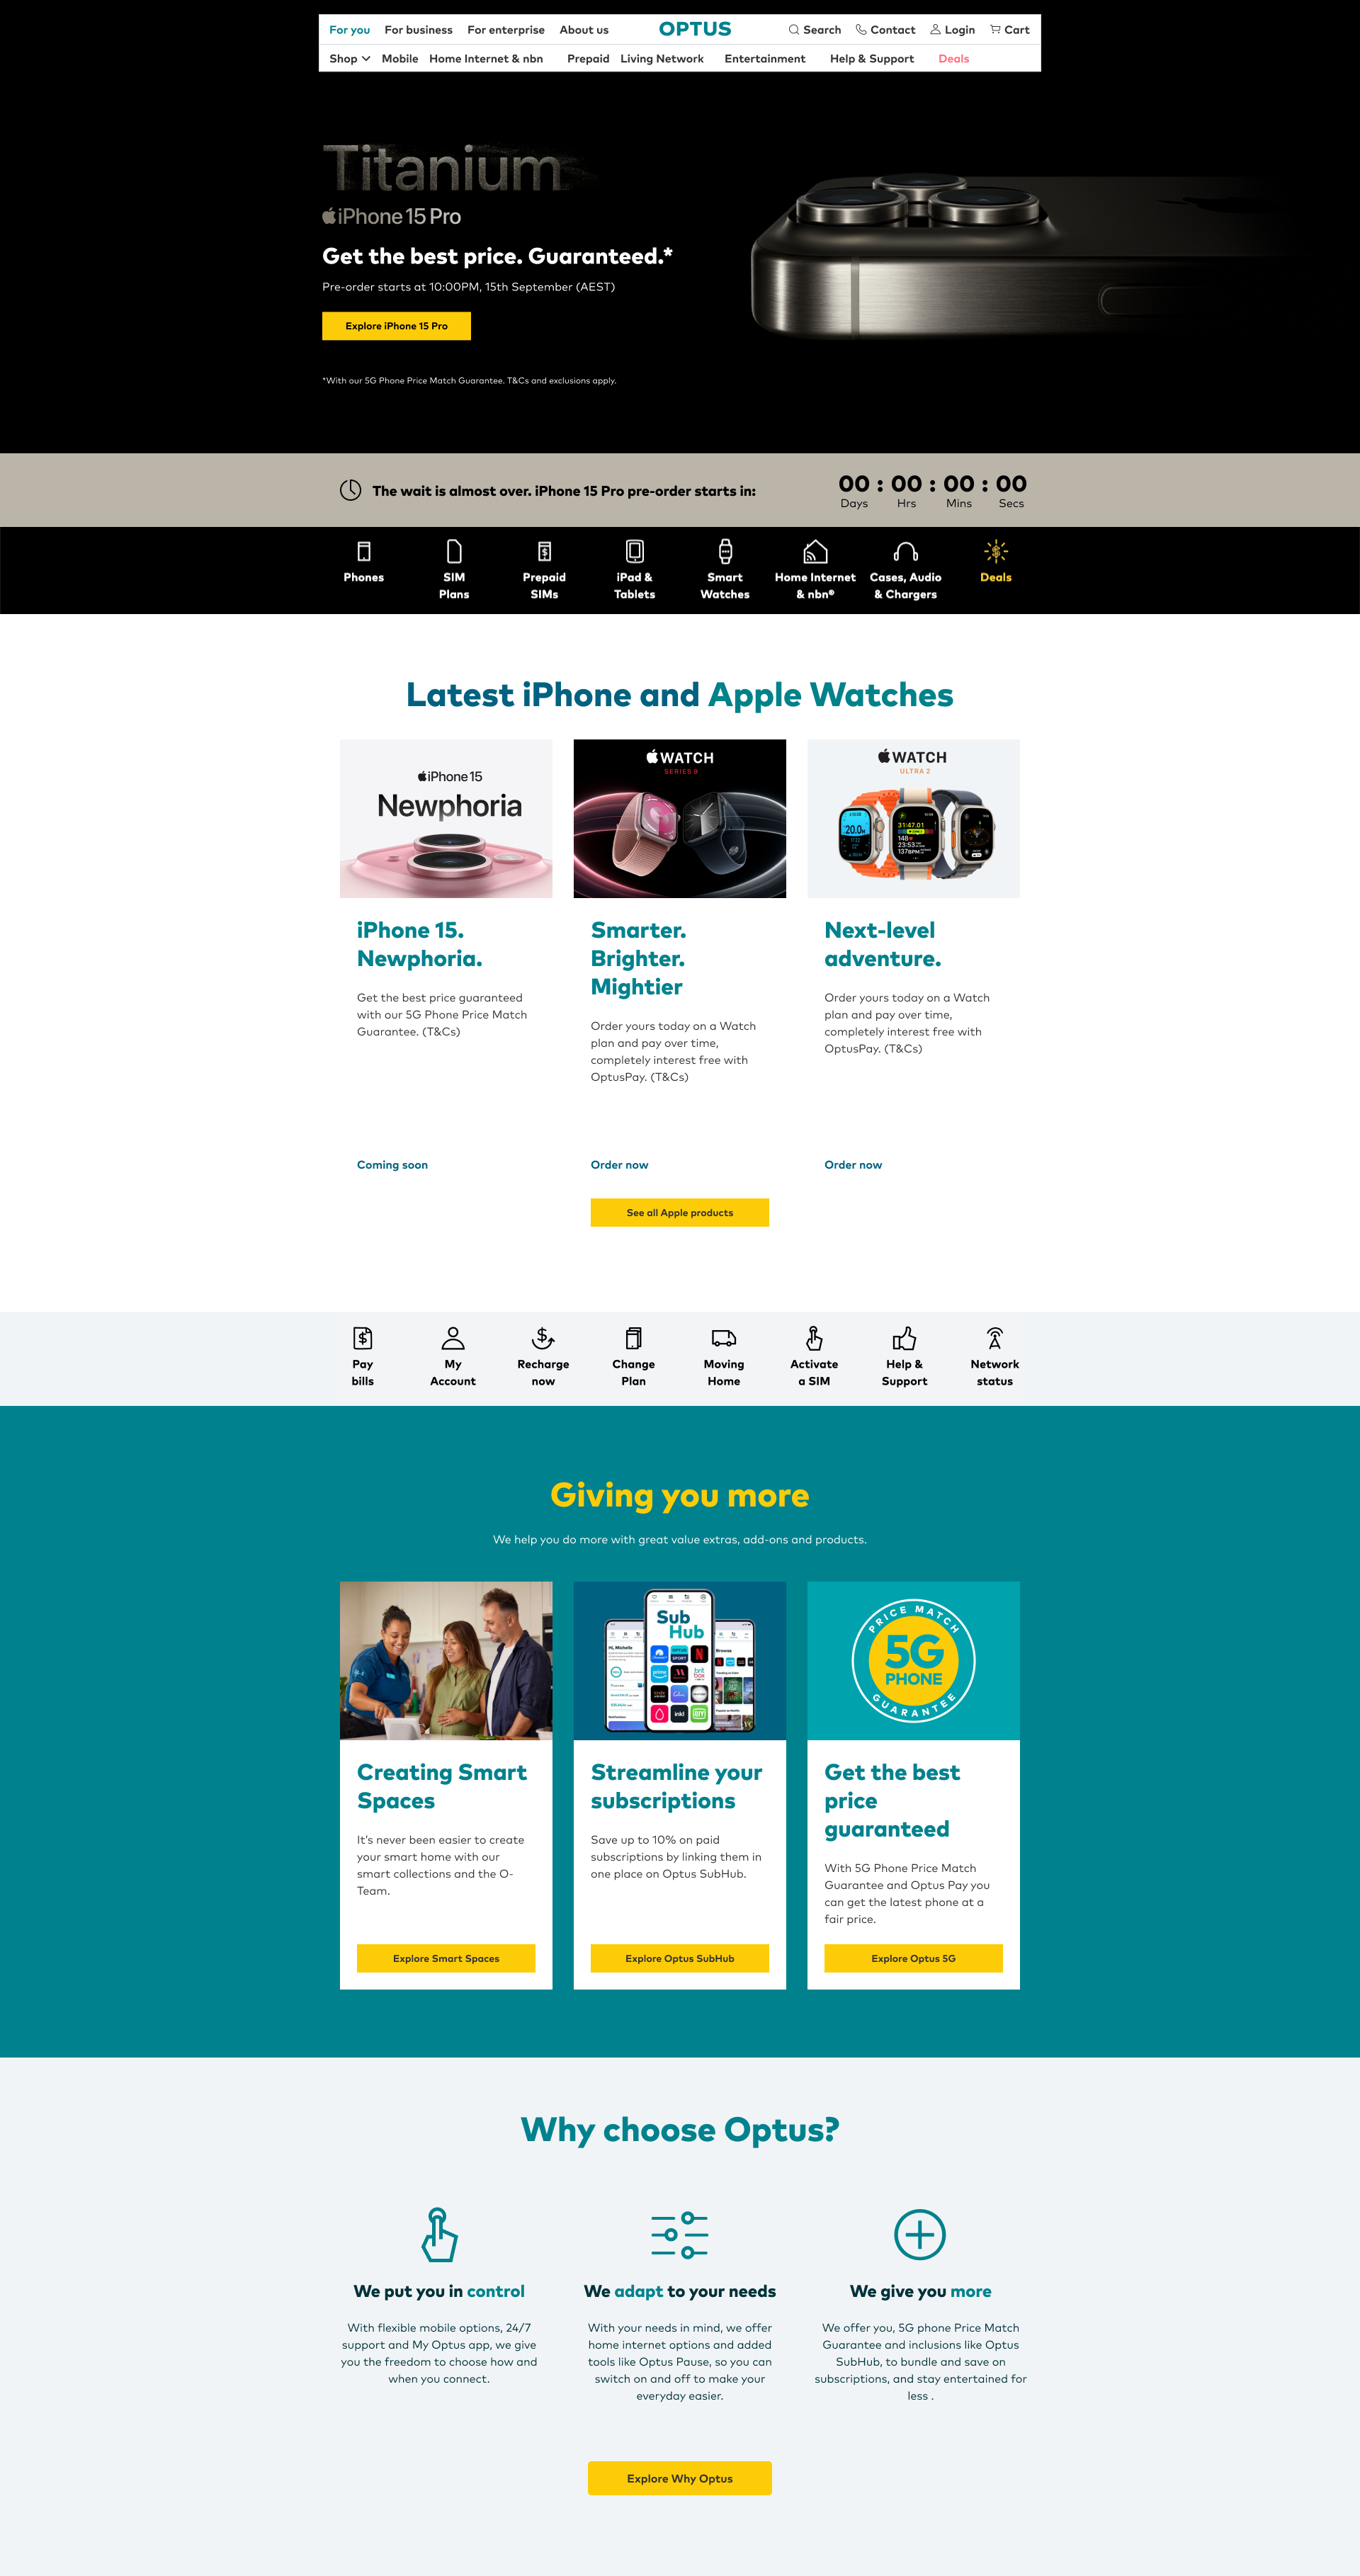 For you For business For enterprise About us OPTUS Search Contact Login Cart
Shop Mobile Home Internet & nbn Prepaid Living Network Entertainment Help & Support Deals
Titanium
iPhone 15 Pro
Get the best price. Guaranteed.*
Pre-order starts at 10:00PM, 15th September (AEST)
Explore iPhone 15 Pro
*With our 5G Phone Price Match Guarantee. T&Cs and exclusions apply.
The wait is almost over. iPhone 15 Pro pre-order starts in:
00 : 00 : 00 : 00
Days Hrs Mins Secs
Phones
SIM
Plans
Prepaid
SIMs
iPad &
Tablets
Smart
Watches
Home Internet
& nbn®
Cases, Audio
& Chargers
Deals
Latest iPhone and Apple Watches
iPhone 15
Newphoria
iPhone 15.
Newphoria.
Get the best price guaranteed
with our 5G Phone Price Match
Guarantee. (T&Cs)
Coming soon
WATCH
SERIES 9
Smarter.
Brighter.
Mightier
Order yours today on a Watch
plan and pay over time,
completely interest free with
OptusPay. (T&Cs)
Order now
WATCH
ULTRA 2
20.0
31:47.01
148
23:53
137BPM
Next-level
adventure.
Order yours today on a Watch
plan and pay over time,
completely interest free with
OptusPay. (T&Cs)
Order now
See all Apple products
Pay
bills
My
Account
Recharge
now
Change
Plan
Moving
Home
Activate
a SIM
Help &
Support
Network
status
Giving you more
We help you do more with great value extras, add-ons and products.
Creating Smart
Spaces
It's never been easier to create
your smart home with our
smart collections and the O-
Team.
Explore Smart Spaces
Sub
Hub
Hi, Michelle
Browse
OPTUS
SPORT
prime
brit
box
inkl
Streamline your
subscriptions
Save up to 10% on paid
subscriptions by linking them in
one place on Optus SubHub.
Explore Optus SubHub
PRICE MATCH
5G
PHONE
GUARANTEE
Get the best
price
guaranteed
With 5G Phone Price Match
Guarantee and Optus Pay you
can get the latest phone at a
fair price.
Explore Optus 5G
Why choose Optus?
We put you in control
With flexible mobile options, 24/7
support and My Optus app, we give
you the freedom to choose how and
when you connect.
We adapt to your needs
With your needs in mind, we offer
home internet options and added
tools like Optus Pause, so you can
switch on and off to make your
everyday easier.
We give you more
We offer you, 5G phone Price Match
Guarantee and inclusions like Optus
SubHub, to bundle and save on
subscriptions, and stay entertained for
less .
Explore Why Optus